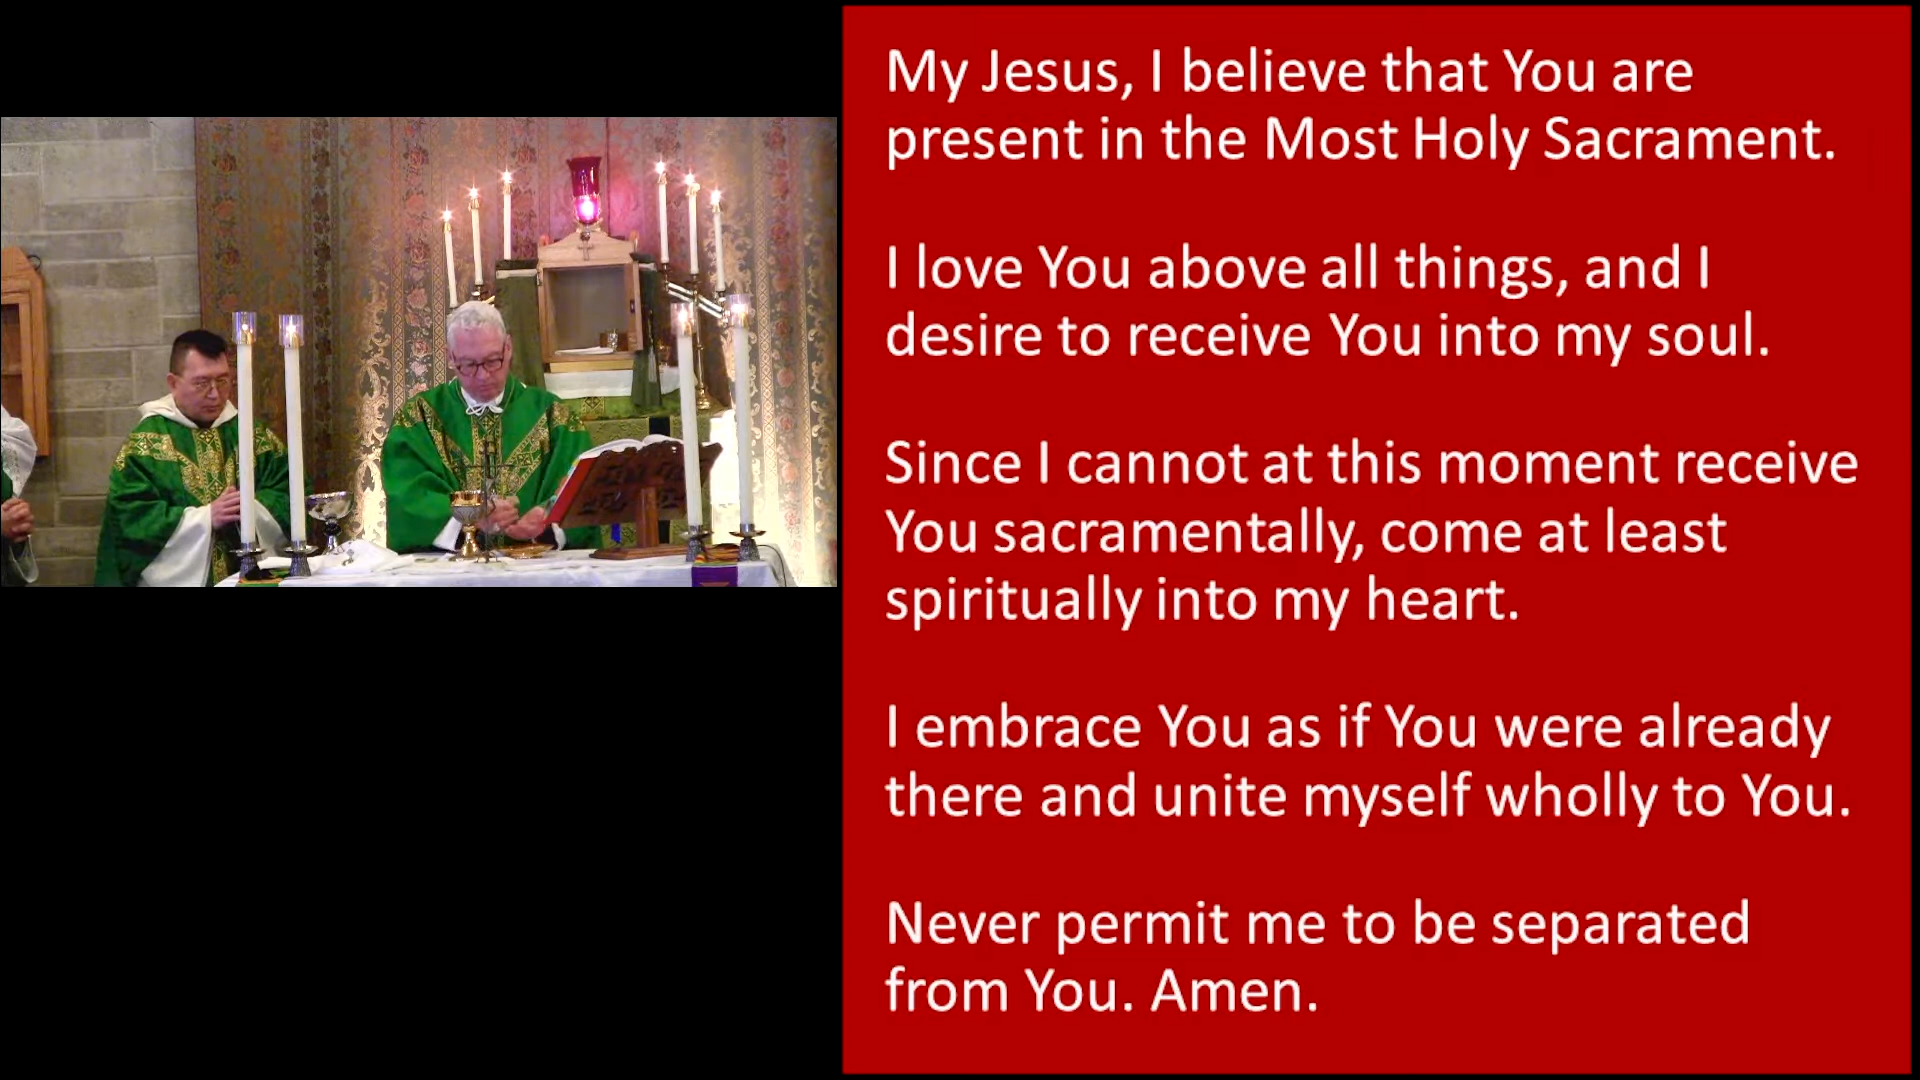 My Jesus, I believe that You are
present in the Most Holy Sacrament.
I love You above all things, and I
desire to receive You into my soul.
Since I cannot at this moment receive
You sacramentally, come at least
spiritually into my heart.
I embrace You as if You were already
there and unite myself wholly to You.
Never permit me to be separated
from You. Amen.